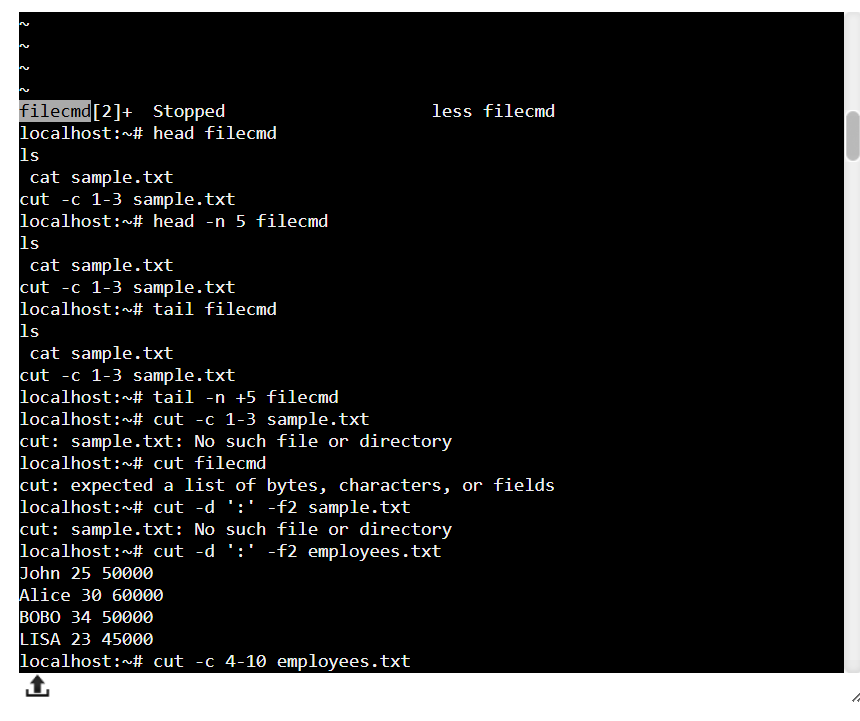 ~
~
~
~
filecmd[2]+  Stopped                    less filecmd
localhost:~# head filecmd
ls
 cat sample.txt
cut -c 1-3 sample.txt
localhost:~# head -n 5 filecmd
ls
 cat sample.txt
cut -c 1-3 sample.txt
localhost:~# tail filecmd
ls
 cat sample.txt
cut -c 1-3 sample.txt
localhost:~# tail -n +5 filecmd
localhost:~# cut -c 1-3 sample.txt
cut: sample.txt: No such file or directory
localhost:~# cut filecmd
cut: expected a list of bytes, characters, or fields
localhost:~# cut -d ':' -f2 sample.txt
cut: sample.txt: No such file or directory
localhost:~# cut -d ':' -f2 employees.txt
John 25 50000
Alice 30 60000
BOBO 34 50000
LISA 23 45000
localhost:~# cut -c 4-10 employees.txt